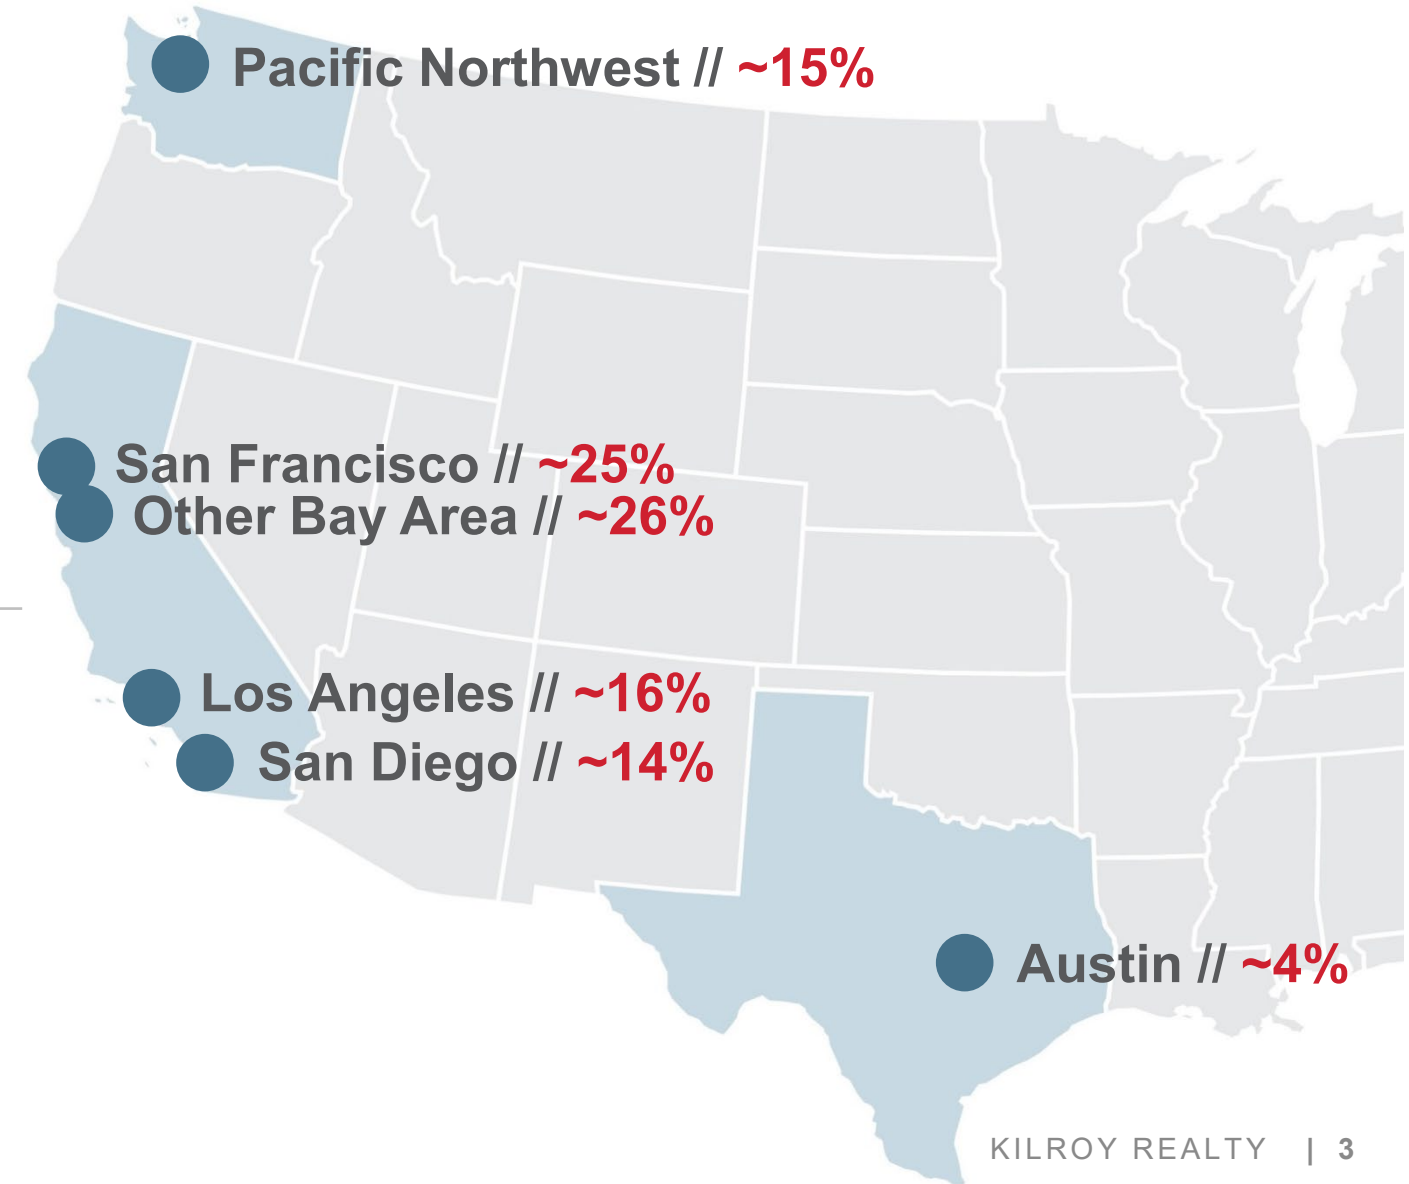 Pacific Northwest // ~15%
San Francisco // ~25%
Other Bay Area // ~26%
Los Angeles // ~16%
San Diego // ~14%
Austin // ~4%
KILROY REALTY | 3